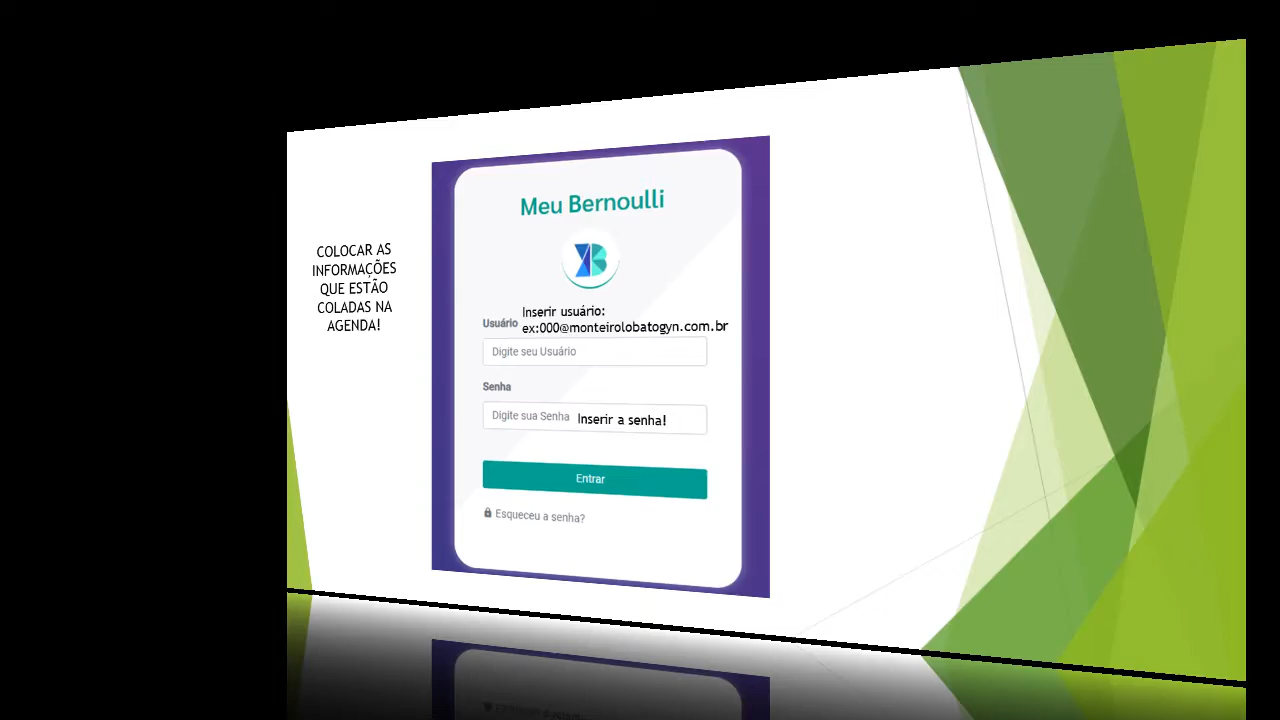 COLOCAR AS
INFORMAÇÕES
QUE ESTÃO
COLADAS NA
AGENDA!
Meu Bernoulli
Inserir usuário:
Usuário ex:000@monteirolobatogyn.com.br
Digite seu Usuário
Senha
Digite sua Senha Inserir a senha!
Entrar
Esqueceu a senha?